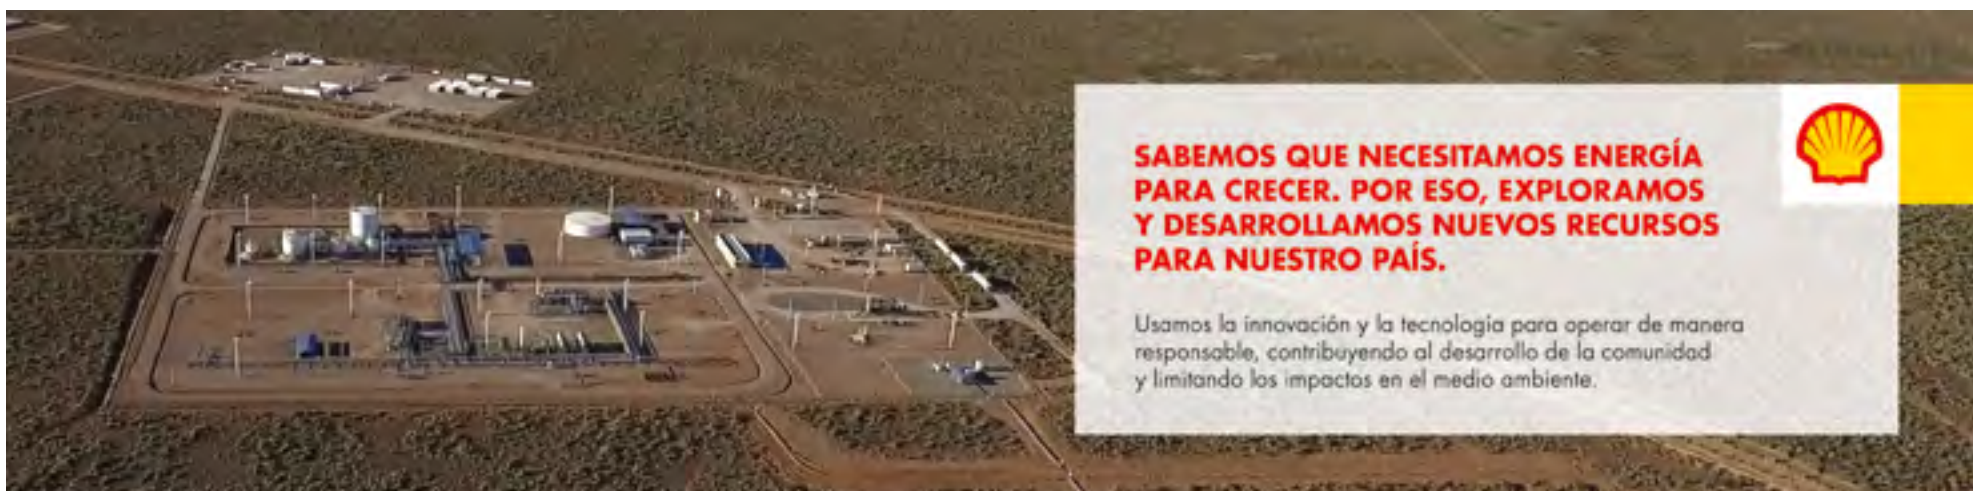 SABEMOS QUE NECESITAMOS ENERGÍA
PARA CRECER. POR ESO, EXPLORAMOS
Y DESARROLLAMOS NUEVOS RECURSOS
PARA NUESTRO PAÍS.
Usamos la innovación y la tecnología para operar de manera
responsable, contribuyendo al desarrollo de la comunidad
y limitando los impactos en el medio ambiente.